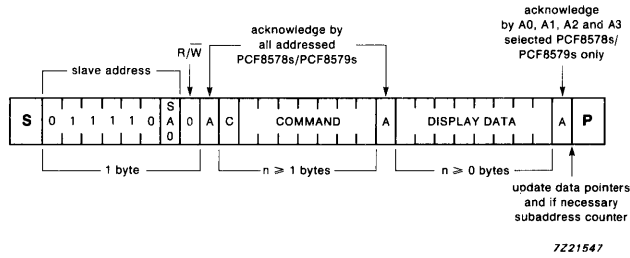 acknowledge by
all addressed
PCF8578s/PCF8579s
acknowledge
by A0, A1, A2 and A3
selected PCF8578s/
PCF8579s only
R/W̅
slave address
S 0 1 1 1 1 0 S A 0 0 A C COMMAND A DISPLAY DATA A P
1 byte
n ⩾ 1 bytes
n ⩾ 0 bytes
update data pointers
and if necessary
subaddress counter
7Z21547